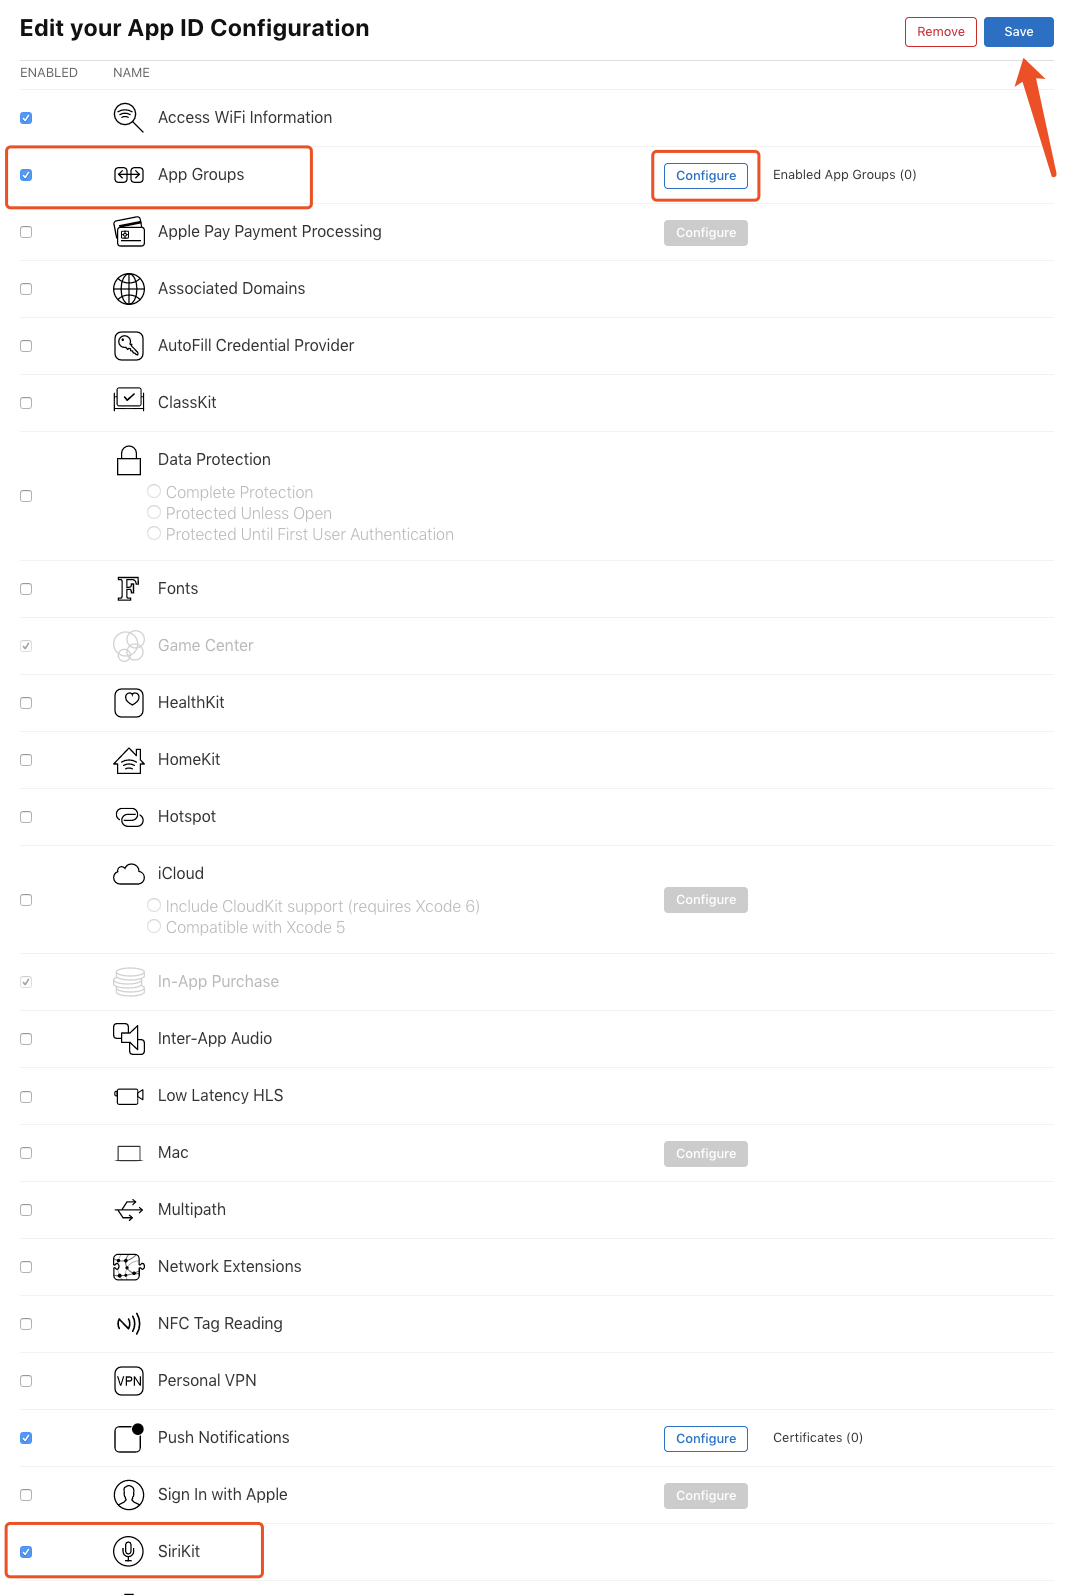 Edit your App ID Configuration
Remove
Save
ENABLED
NAME
Access WiFi Information
App Groups
Configure
Enabled App Groups (0)
Apple Pay Payment Processing
Configure
Associated Domains
AutoFill Credential Provider
ClassKit
Data Protection
Complete Protection
Protected Unless Open
Protected Until First User Authentication
Fonts
Game Center
HealthKit
HomeKit
Hotspot
iCloud
Configure
Include CloudKit support (requires Xcode 6)
Compatible with Xcode 5
In-App Purchase
Inter-App Audio
Low Latency HLS
Mac
Configure
Multipath
Network Extensions
NFC Tag Reading
VPN
Personal VPN
Push Notifications
Configure
Certificates (0)
Sign In with Apple
Configure
SiriKit